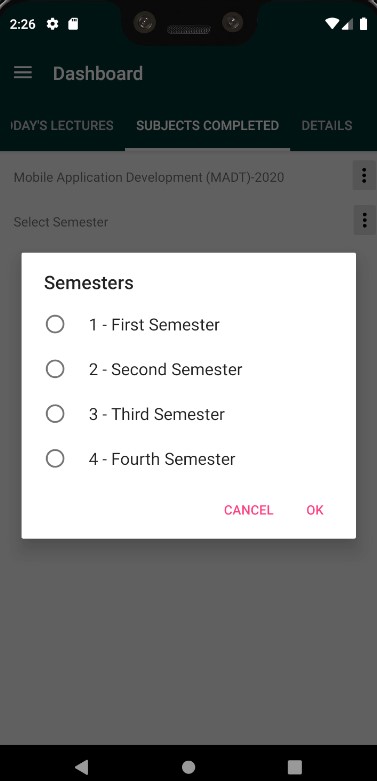 2:26
Dashboard
DAY'S LECTURES SUBJECTS COMPLETED DETAILS
Mobile Application Development (MADT)-2020
Select Semester
Semesters
1 - First Semester
2 - Second Semester
3 - Third Semester
4 - Fourth Semester
CANCEL OK